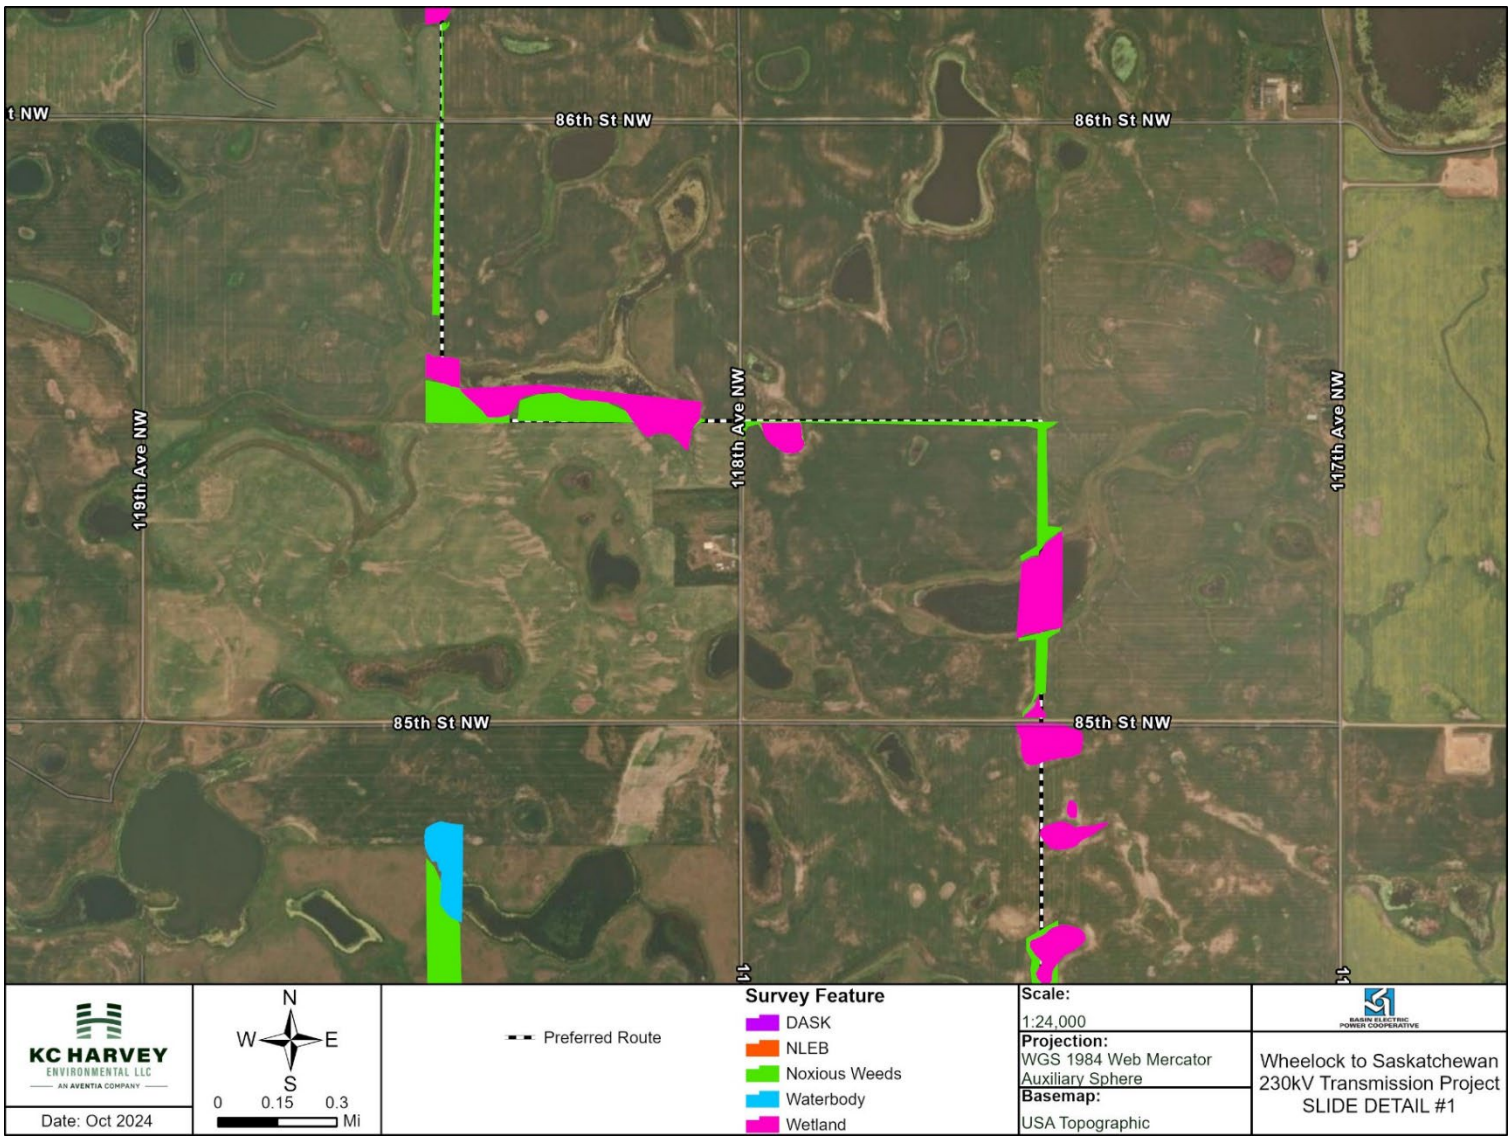 t NW
86th St NW
86th St NW
119th Ave NW
118th Ave NW
117th Ave NW
85th St NW
85th St NW
11
11
KC HARVEY
ENVIRONMENTAL LLC
AN AVENTIA COMPANY
Date: Oct 2024
N
W
E
S
0 0.15 0.3
Mi
Preferred Route
Survey Feature
DASK
NLEB
Noxious Weeds
Waterbody
Wetland
Scale:
1:24,000
Projection:
WGS 1984 Web Mercator
Auxiliary Sphere
Basemap:
USA Topographic
BASIN ELECTRIC
POWER COOPERATIVE
Wheelock to Saskatchewan
230kV Transmission Project
SLIDE DETAIL #1